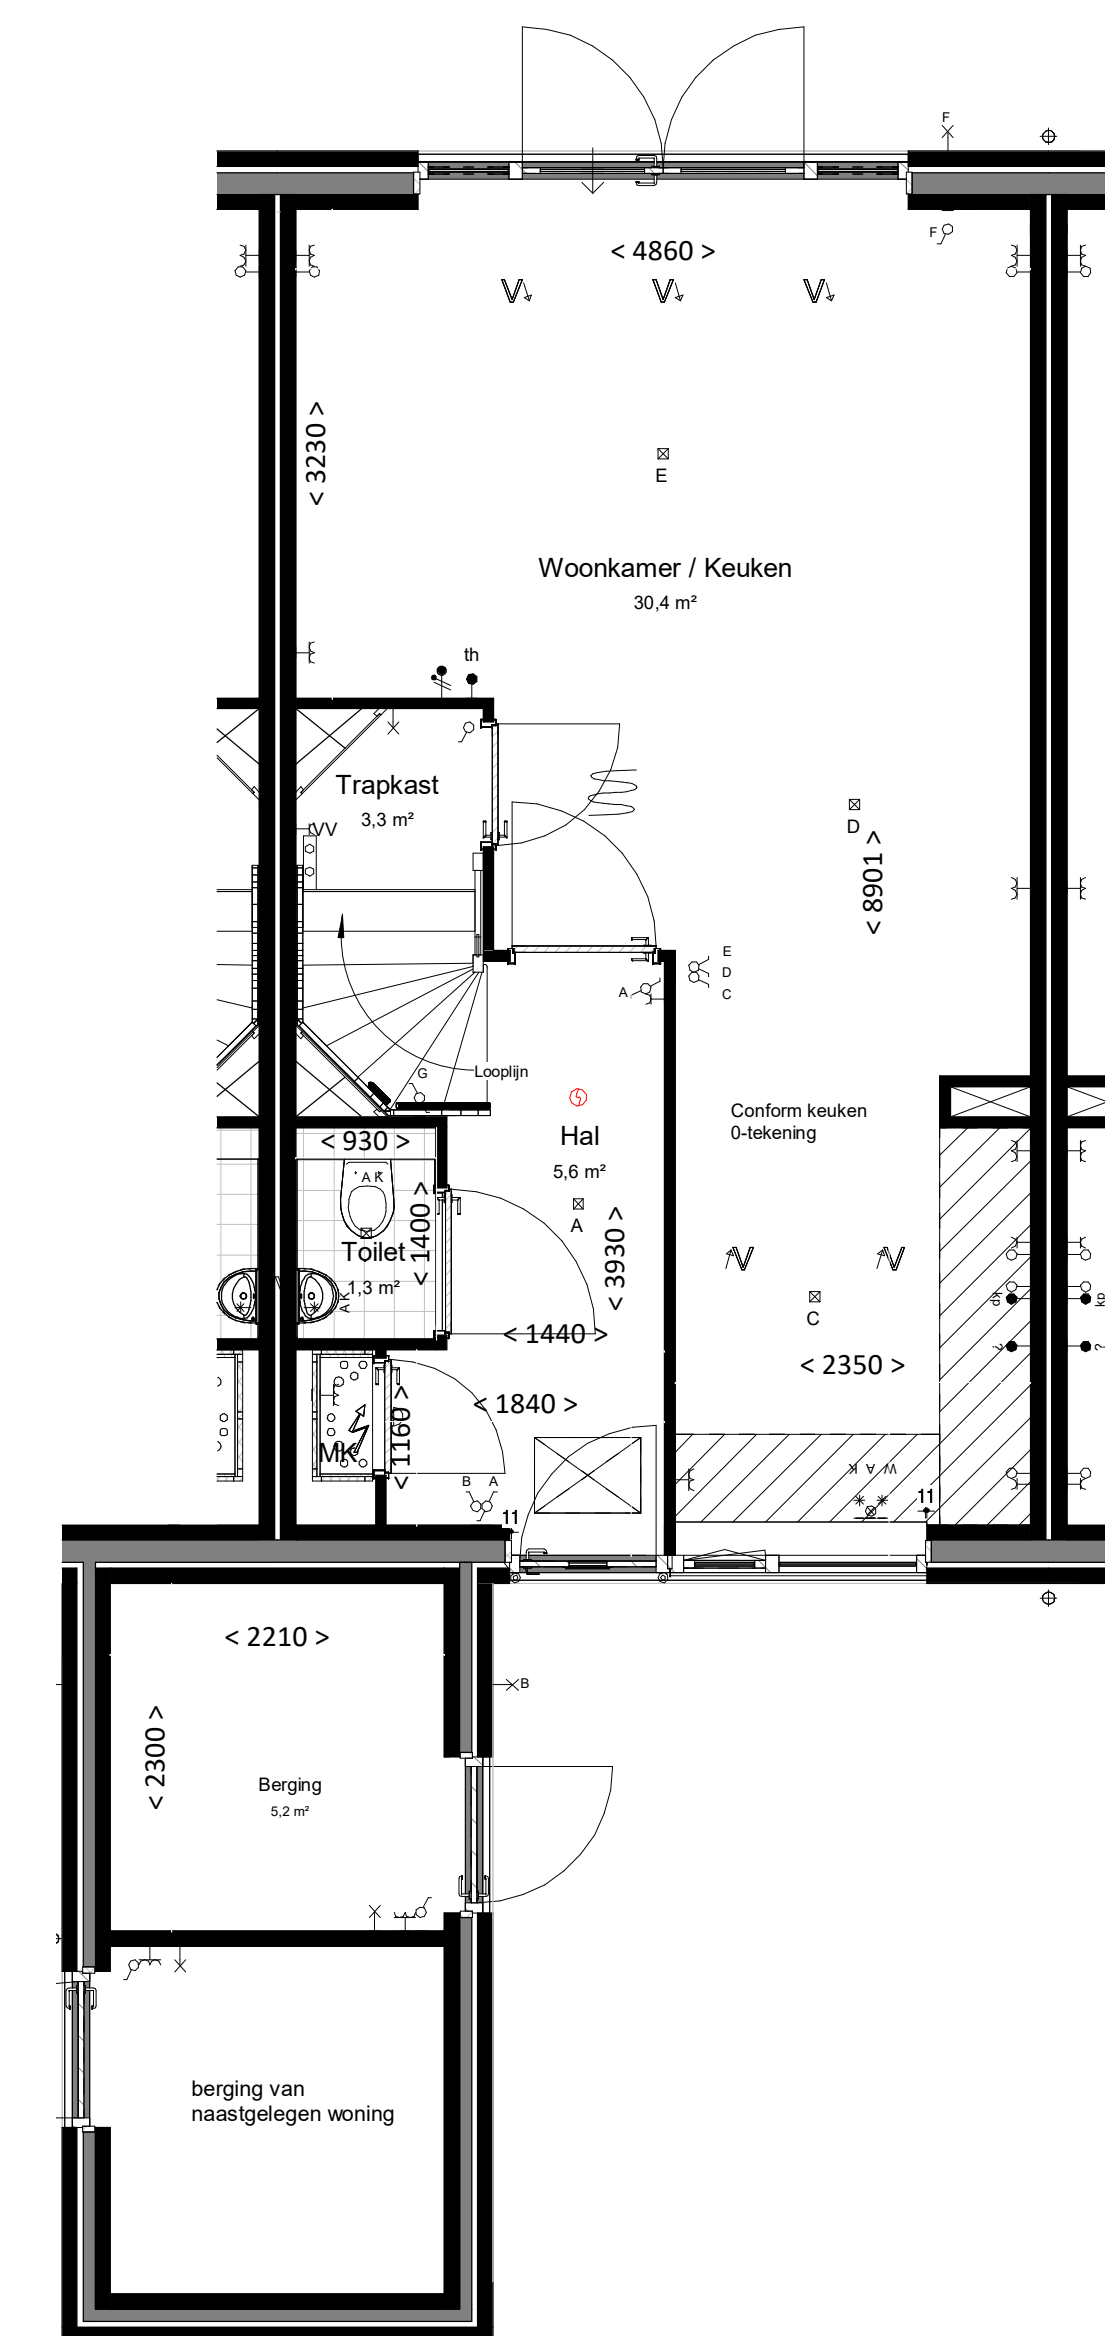 F
F
< 4860 >
V
V
V
< 3230 >
E
Woonkamer / Keuken
30,4 m²
th
Trapkast
3,3 m²
VV
D
< 8901 >
E
D
C
A
G
Looplijn
Conform keuken
0-tekening
Hal
5,6 m²
< 930 >
A K
A
< 1400 >
Toilet
1,3 m²
A K
< 3930 >
V
V
C
kp
kp
< 1440 >
< 2350 >
< 1840 >
< 1160 >
MK
W A K
B A
11
11
< 2210 >
B
< 2300 >
Berging
5,2 m²
berging van
naastgelegen woning